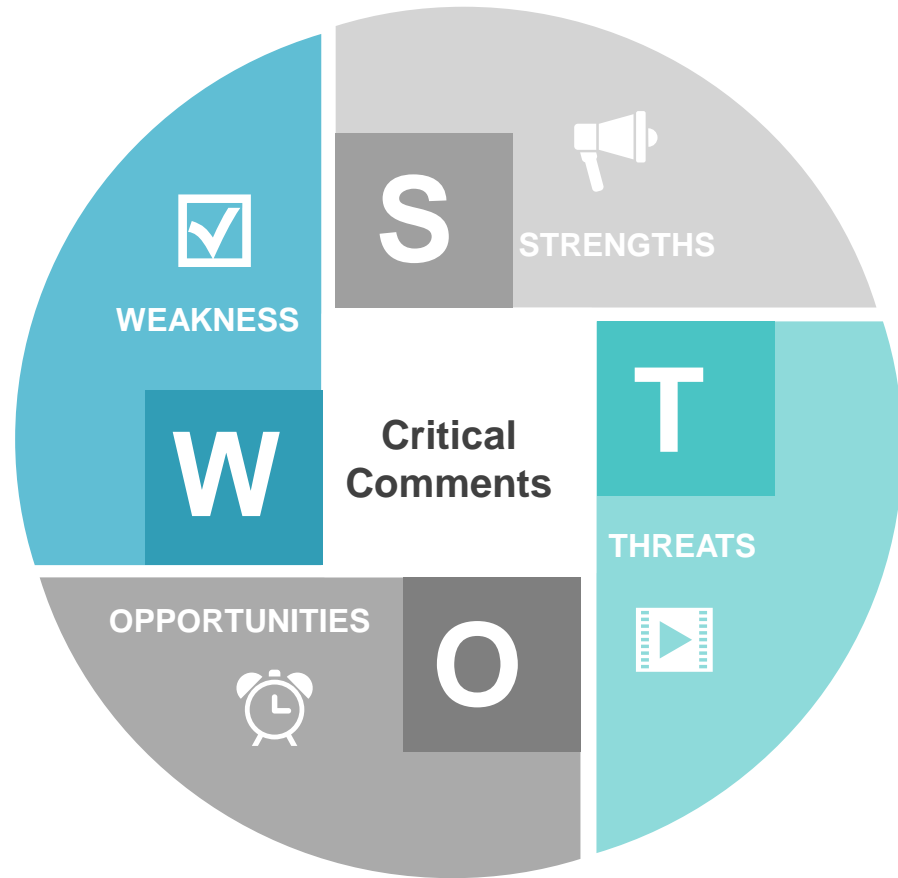 S
STRENGTHS
WEAKNESS
W
Critical
Comments
T
THREATS
OPPORTUNITIES
O